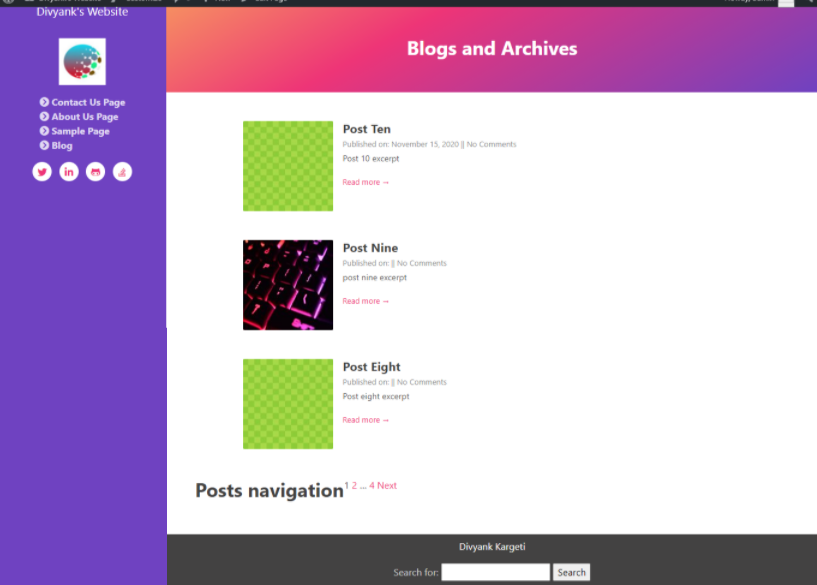 Divyank's Website
Contact Us Page
About Us Page
Sample Page
Blog
Blogs and Archives
Post Ten
Published on: November 15, 2020 || No Comments
Post 10 excerpt
Read more →
Post Nine
Published on: || No Comments
post nine excerpt
Read more →
Post Eight
Published on: || No Comments
Post eight excerpt
Read more →
Posts navigation 1 2 … 4 Next
Divyank Kargeti
Search for: Search